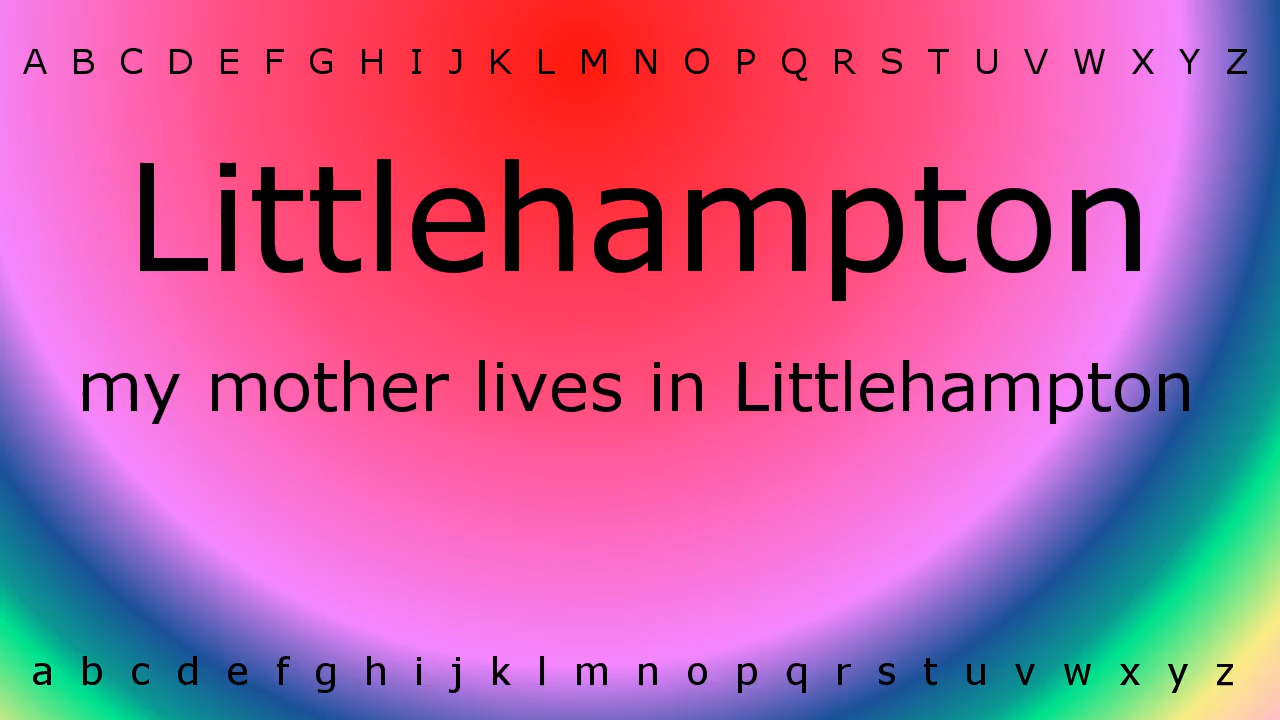 A B C D E F G H I J K L M N O P Q R S T U V W X Y Z
Littlehampton
my mother lives in Littlehampton
a b c d e f g h i j k l m n o p q r s t u v w x y z